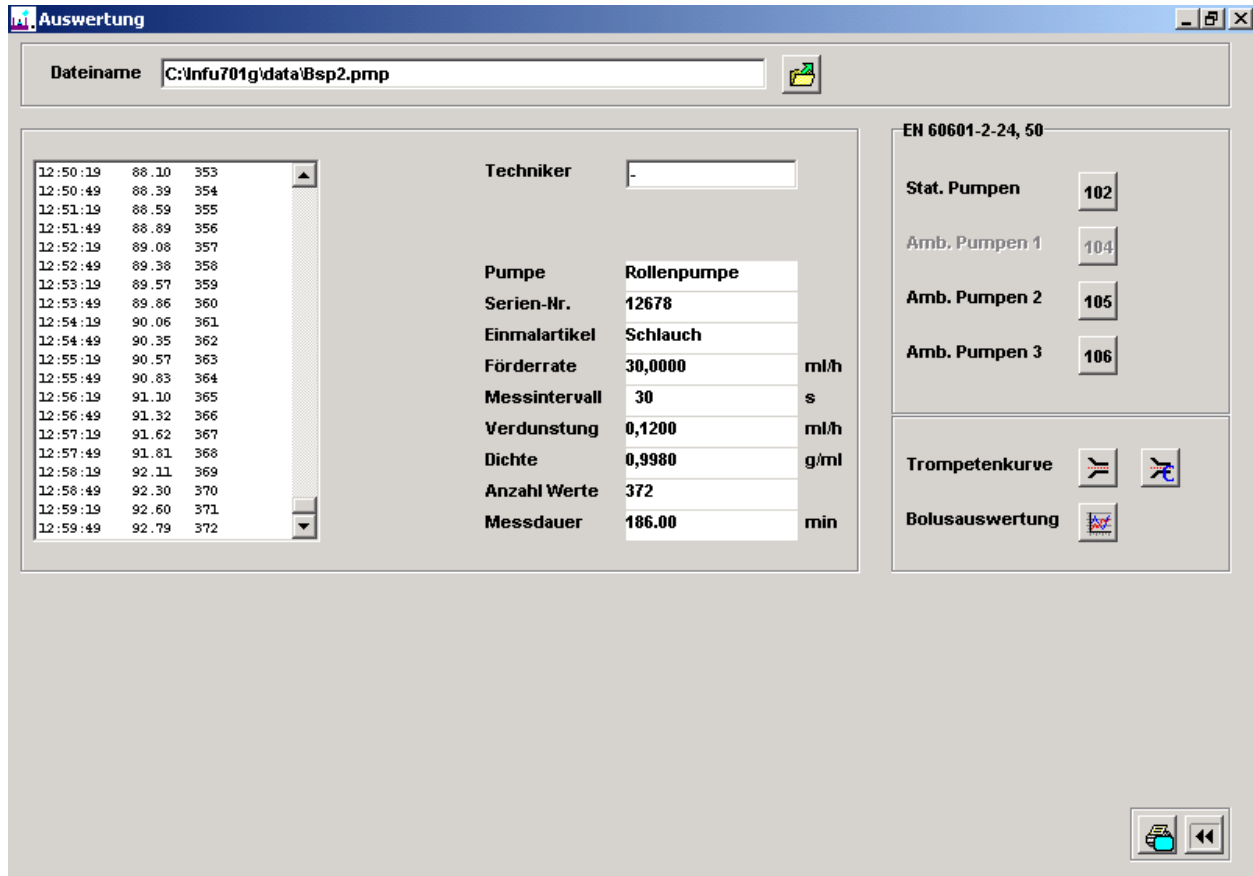 Auswertung
Dateiname C:\Infu701g\data\Bsp2.pmp
12:50:19 88.10 353
12:50:49 88.39 354
12:51:19 88.59 355
12:51:49 88.89 356
12:52:19 89.08 357
12:52:49 89.38 358
12:53:19 89.57 359
12:53:49 89.86 360
12:54:19 90.06 361
12:54:49 90.35 362
12:55:19 90.57 363
12:55:49 90.83 364
12:56:19 91.10 365
12:56:49 91.32 366
12:57:19 91.62 367
12:57:49 91.81 368
12:58:19 92.11 369
12:58:49 92.30 370
12:59:19 92.60 371
12:59:49 92.79 372
Techniker -
Pumpe Rollenpumpe
Serien-Nr. 12678
Einmalartikel Schlauch
Förderrate 30,0000 ml/h
Messintervall 30 s
Verdunstung 0,1200 ml/h
Dichte 0,9980 g/ml
Anzahl Werte 372
Messdauer 186.00 min
EN 60601-2-24, 50
Stat. Pumpen 102
Amb. Pumpen 1 104
Amb. Pumpen 2 105
Amb. Pumpen 3 106
Trompetenkurve
Bolusauswertung